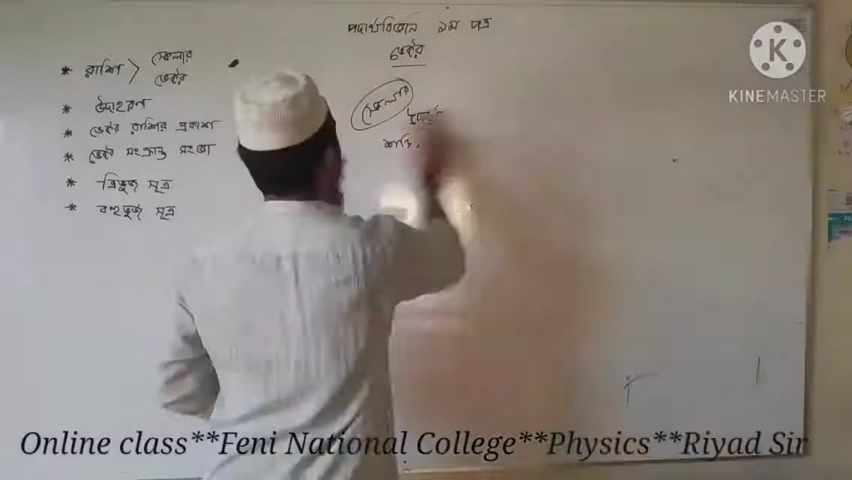 পদার্থবিজ্ঞান ১ম পত্র
ভেক্টর
* রাশি > স্কেলার
ভেক্টর
* উদাহরণ
* ভেক্টর রাশির প্রকাশ
* ভেক্টর সংক্রান্ত সংজ্ঞা
* ত্রিভুজ সূত্র
* বহুভুজ সূত্র
স্কেলার
শক্তি,
KINEMASTER
Online class**Feni National College**Physics**Riyad Sir